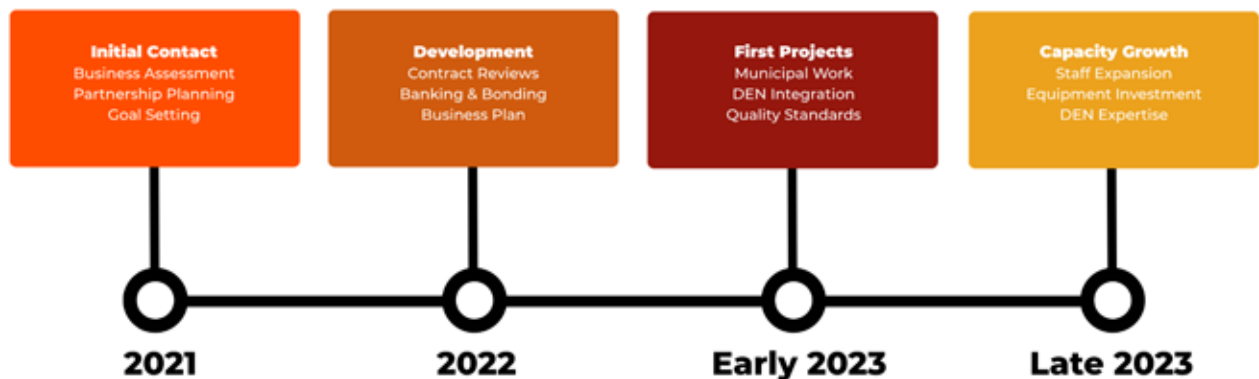 Initial Contact
Business Assessment
Partnership Planning
Goal Setting
Development
Contract Reviews
Banking & Bonding
Business Plan
First Projects
Municipal Work
DEN Integration
Quality Standards
Capacity Growth
Staff Expansion
Equipment Investment
DEN Expertise
2021
2022
Early 2023
Late 2023